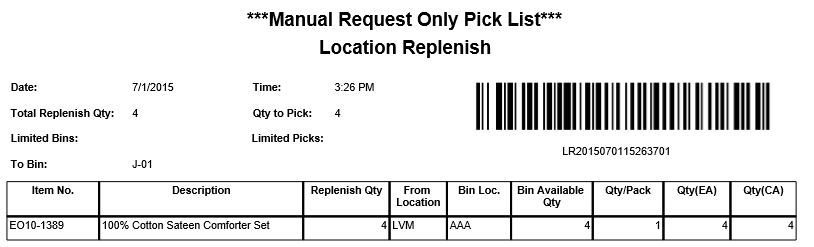 ***Manual Request Only Pick List***
Location Replenish
Date: 7/1/2015 Time: 3:26 PM
Total Replenish Qty: 4 Qty to Pick: 4
Limited Bins: Limited Picks:
LR2015070115263701
To Bin: J-01
Item No. Description Replenish Qty From Location Bin Loc. Bin Available Qty Qty/Pack Qty(EA) Qty(CA)
EO10-1389 100% Cotton Sateen Comforter Set 4 LVM AAA 4 1 4 4